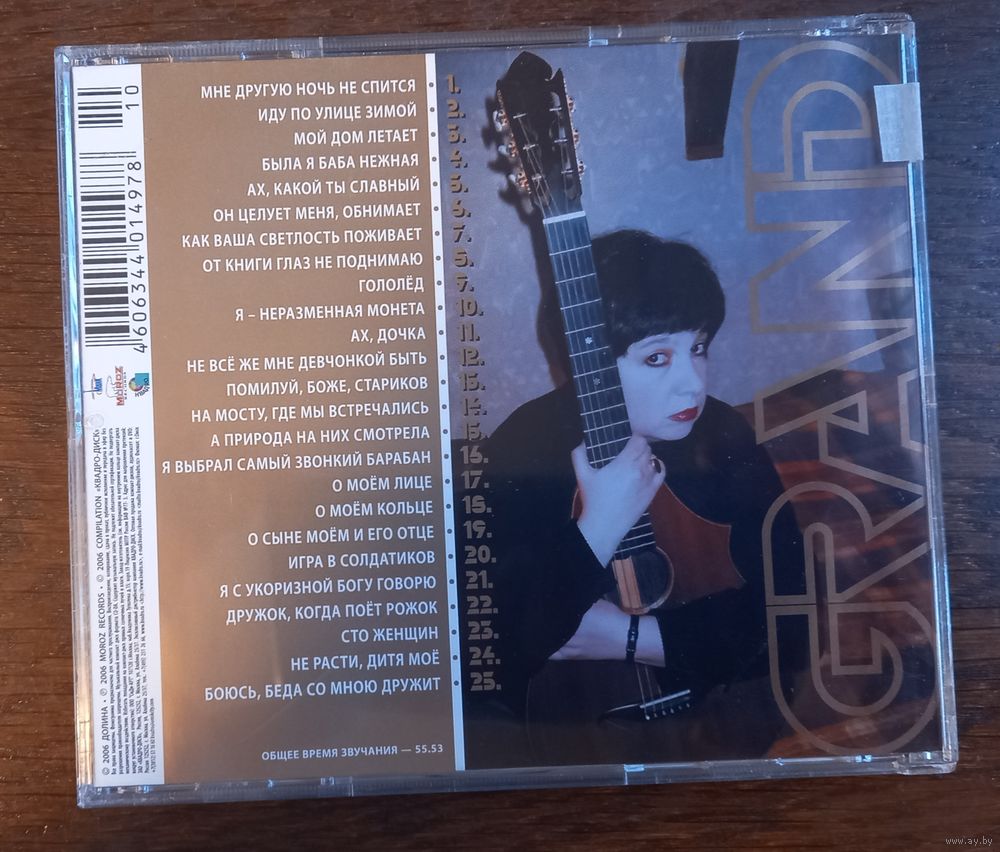 МНЕ ДРУГУЮ НОЧЬ НЕ СПИТСЯ 1.
ИДУ ПО УЛИЦЕ ЗИМОЙ 2.
МОЙ ДОМ ЛЕТАЕТ 3.
БЫЛА Я БАБА НЕЖНАЯ 4.
АХ, КАКОЙ ТЫ СЛАВНЫЙ 5.
ОН ЦЕЛУЕТ МЕНЯ, ОБНИМАЕТ 6.
КАК ВАША СВЕТЛОСТЬ ПОЖИВАЕТ 7.
ОТ КНИГИ ГЛАЗ НЕ ПОДНИМАЮ 8.
ГОЛОЛЁД 9.
Я – НЕРАЗМЕННАЯ МОНЕТА 10.
АХ, ДОЧКА 11.
НЕ ВСЁ ЖЕ МНЕ ДЕВЧОНКОЙ БЫТЬ 12.
ПОМИЛУЙ, БОЖЕ, СТАРИКОВ 13.
НА МОСТУ, ГДЕ МЫ ВСТРЕЧАЛИСЬ 14.
А ПРИРОДА НА НИХ СМОТРЕЛА 15.
Я ВЫБРАЛ САМЫЙ ЗВОНКИЙ БАРАБАН 16.
О МОЁМ ЛИЦЕ 17.
О МОЁМ КОЛЬЦЕ 18.
О СЫНЕ МОЁМ И ЕГО ОТЦЕ 19.
ИГРА В СОЛДАТИКОВ 20.
Я С УКОРИЗНОЙ БОГУ ГОВОРЮ 21.
ДРУЖОК, КОГДА ПОЁТ РОЖОК 22.
СТО ЖЕНЩИН 23.
НЕ РАСТИ, ДИТЯ МОЁ 24.
БОЮСЬ, БЕДА СО МНОЮ ДРУЖИТ 25.
ОБЩЕЕ ВРЕМЯ ЗВУЧАНИЯ — 55.53
GRAND
4 606344 014978
10
MOROZ
© 2006 ДОЛИНА • ℗ 2006 MOROZ RECORDS • © 2006 COMPILATION «КВАДРО-ДИСК»
www.ay.by